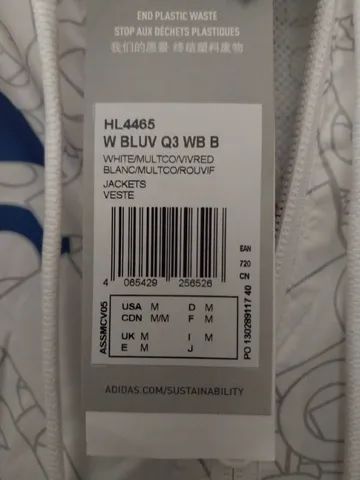 END PLASTIC WASTE
STOP AUX DÉCHETS PLASTIQUES
我们的愿景 终结塑料废物
HL4465
W BLUV Q3 WB B
WHITE/MULTCO/VIVRED
BLANC/MULTCO/ROUVIF
JACKETS
VESTE
4 065429 256526
EAN
720
CN
ASSMCV05
USA M D M
CDN M/M F M
UK M I M
E M J
PO 130289117 40
ADIDAS.COM/SUSTAINABILITY